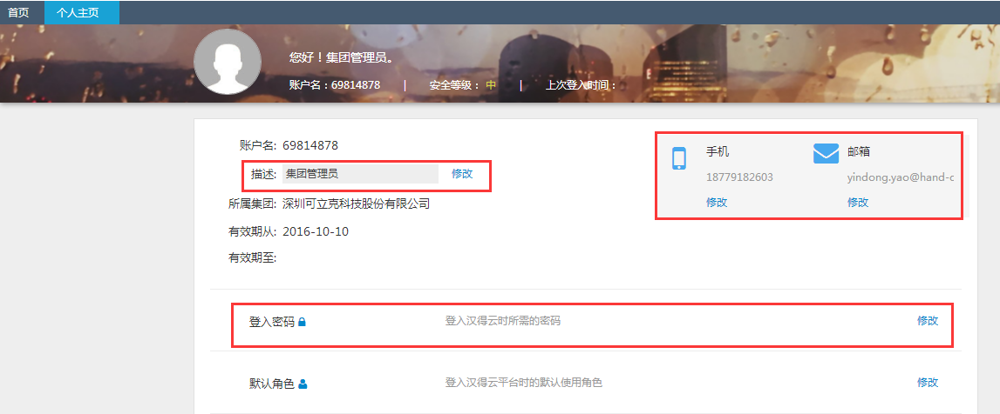 首页 个人主页
您好！集团管理员。
账户名：69814878 | 安全等级： 中 | 上次登入时间：
账户名: 69814878
描述: 集团管理员 修改
所属集团: 深圳可立克科技股份有限公司
有效期从: 2016-10-10
有效期至:
手机
18779182603
修改
邮箱
yindong.yao@hand-c
修改
登入密码 登入汉得云时所需的密码 修改
默认角色 登入汉得云平台时的默认使用角色 修改